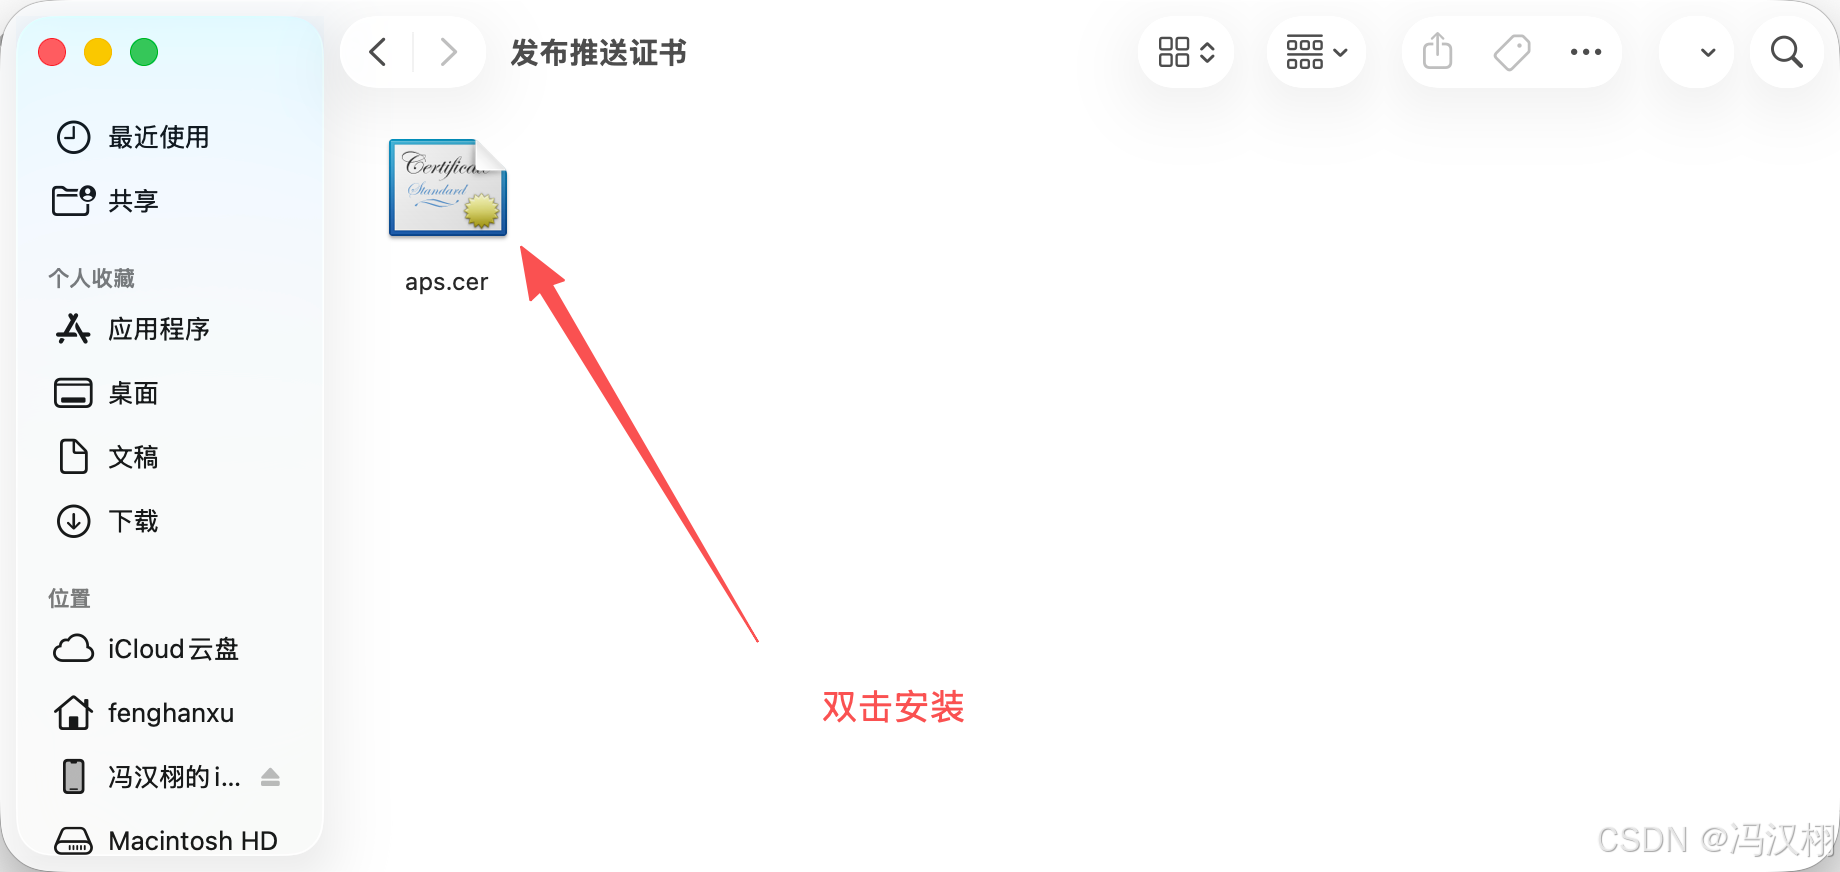 发布推送证书
最近使用
共享
个人收藏
应用程序
桌面
文稿
下载
位置
iCloud云盘
fenghanxu
冯汉栩的i...
Macintosh HD
Certificate
Standard
aps.cer
双击安装
CSDN @冯汉栩